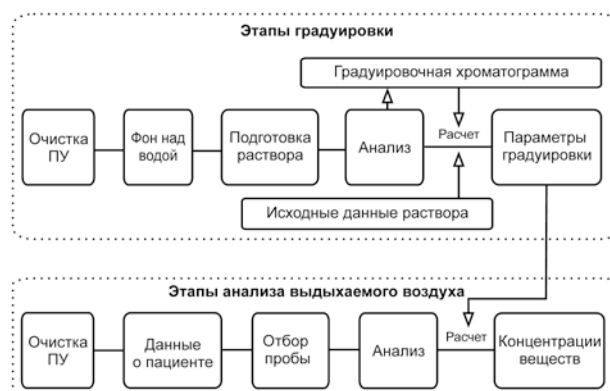 Этапы градуировки
Градуировочная хроматограмма
Очистка
ПУ
Фон над
водой
Подготовка
раствора
Анализ
Расчет
Параметры
градуировки
Исходные данные раствора
Этапы анализа выдыхаемого воздуха
Очистка
ПУ
Данные
о пациенте
Отбор
пробы
Анализ
Расчет
Концентрации
веществ